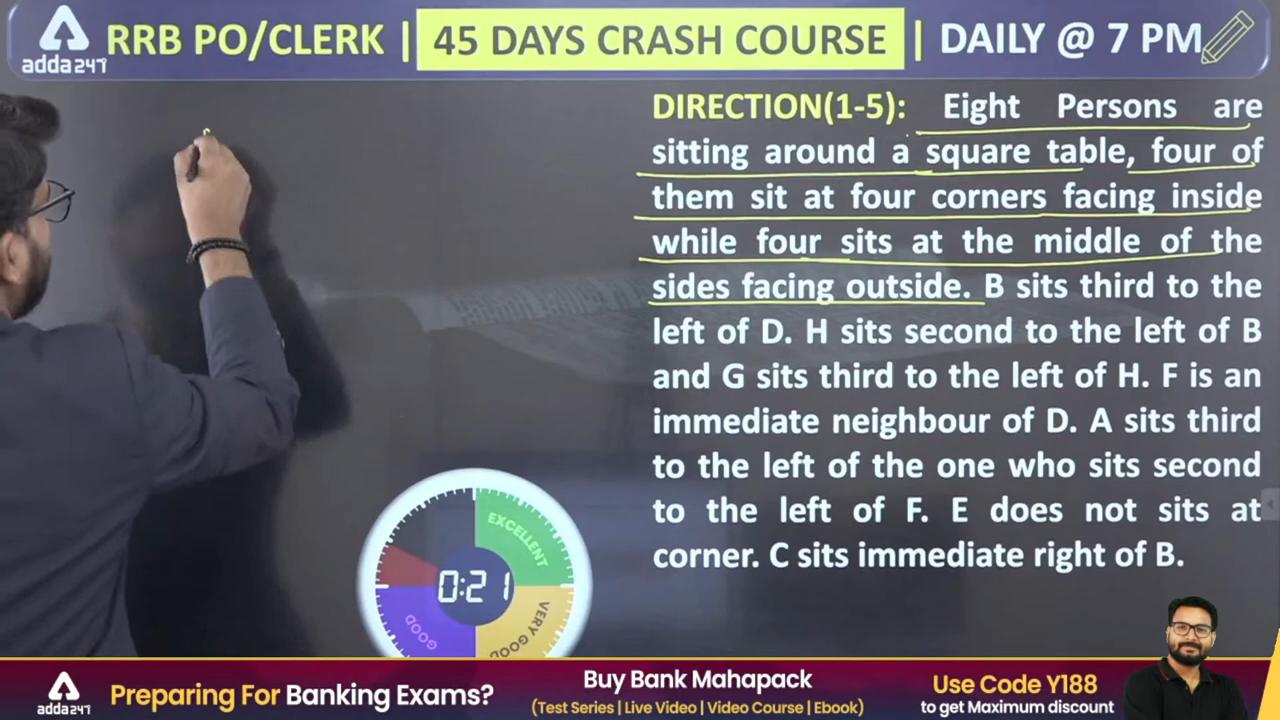 adda247
RRB PO/CLERK | 45 DAYS CRASH COURSE | DAILY @ 7 PM
DIRECTION(1-5): Eight Persons are
sitting around a square table, four of
them sit at four corners facing inside
while four sits at the middle of the
sides facing outside. B sits third to the
left of D. H sits second to the left of B
and G sits third to the left of H. F is an
immediate neighbour of D. A sits third
to the left of the one who sits second
to the left of F. E does not sits at
corner. C sits immediate right of B.
EXCELLENT
0:21
GOOD
VERY GOOD
adda247
Preparing For Banking Exams?
Buy Bank Mahapack
(Test Series | Live Video | Video Course | Ebook)
Use Code Y188
to get Maximum discount